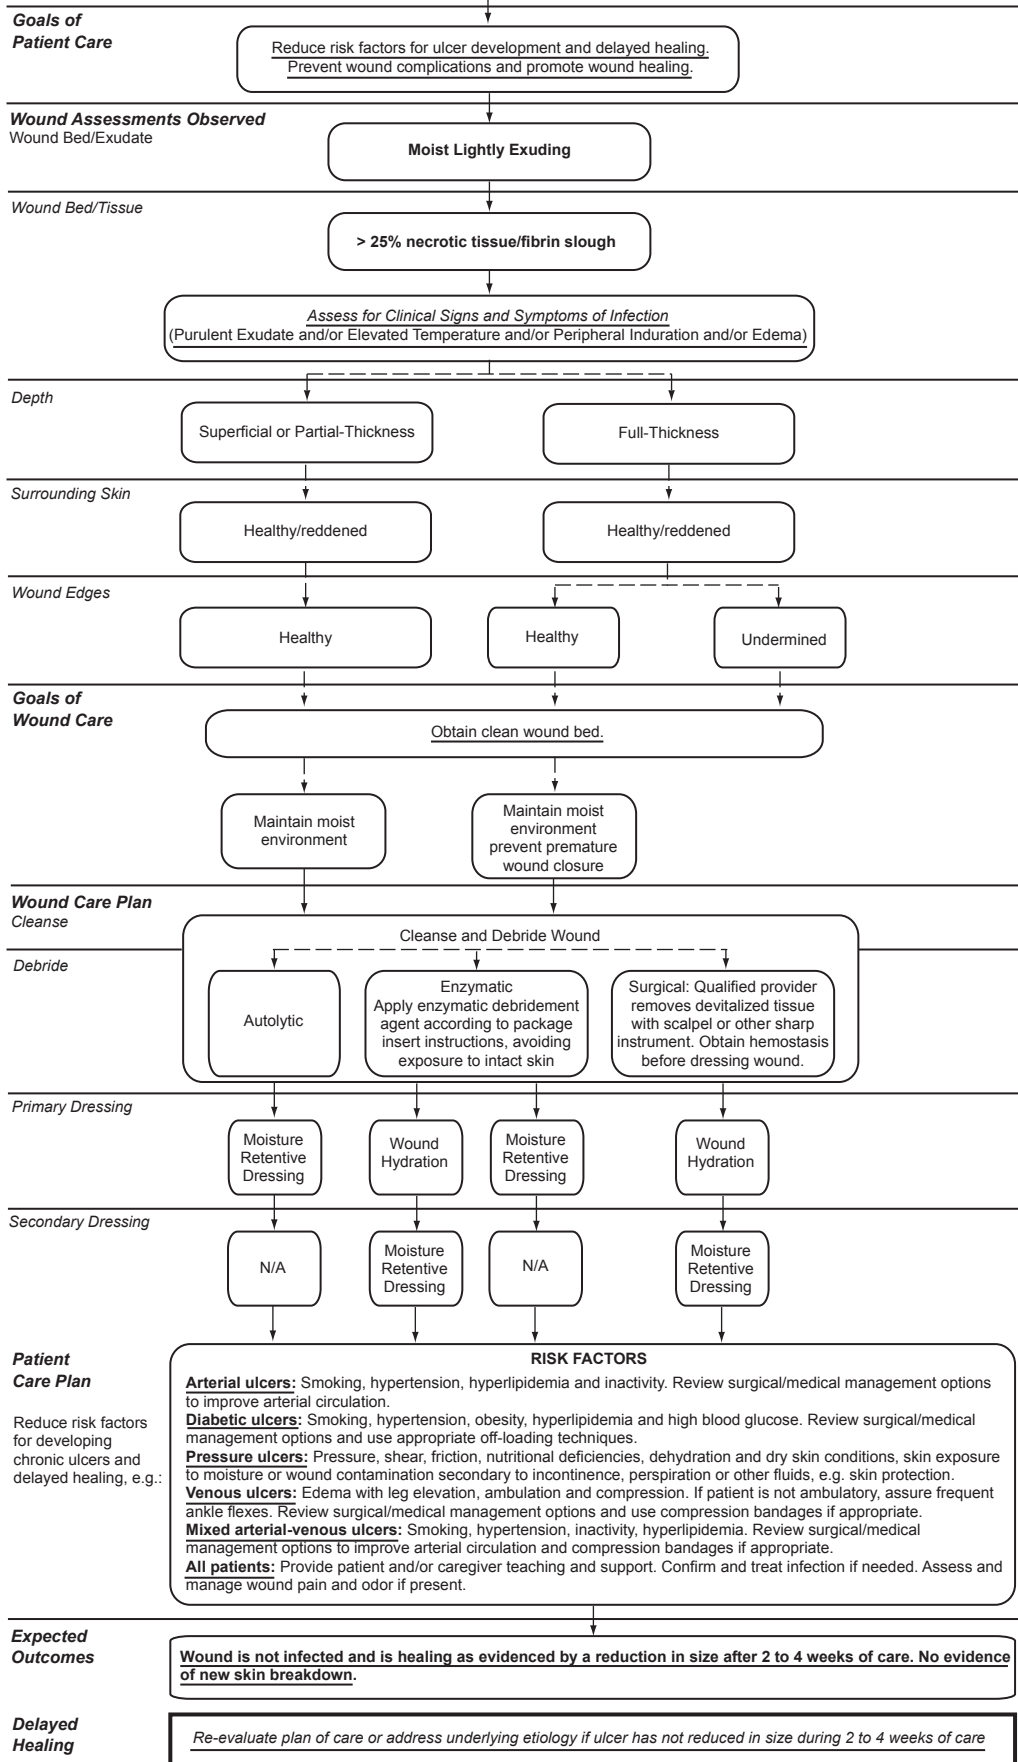 Goals of
Patient Care
Reduce risk factors for ulcer development and delayed healing.
Prevent wound complications and promote wound healing.
Wound Assessments Observed
Wound Bed/Exudate
Moist Lightly Exuding
Wound Bed/Tissue
> 25% necrotic tissue/fibrin slough
Assess for Clinical Signs and Symptoms of Infection
(Purulent Exudate and/or Elevated Temperature and/or Peripheral Induration and/or Edema)
Depth
Superficial or Partial-Thickness
Full-Thickness
Surrounding Skin
Healthy/reddened
Healthy/reddened
Wound Edges
Healthy
Healthy
Undermined
Goals of
Wound Care
Obtain clean wound bed.
Maintain moist
environment
Maintain moist
environment
prevent premature
wound closure
Wound Care Plan
Cleanse
Cleanse and Debride Wound
Debride
Autolytic
Enzymatic
Apply enzymatic debridement
agent according to package
insert instructions, avoiding
exposure to intact skin
Surgical: Qualified provider
removes devitalized tissue
with scalpel or other sharp
instrument. Obtain hemostasis
before dressing wound.
Primary Dressing
Moisture
Retentive
Dressing
Wound
Hydration
Moisture
Retentive
Dressing
Wound
Hydration
Secondary Dressing
N/A
Moisture
Retentive
Dressing
N/A
Moisture
Retentive
Dressing
Patient
Care Plan
Reduce risk factors
for developing
chronic ulcers and
delayed healing, e.g.:
RISK FACTORS
Arterial ulcers: Smoking, hypertension, hyperlipidemia and inactivity. Review surgical/medical management options
to improve arterial circulation.
Diabetic ulcers: Smoking, hypertension, obesity, hyperlipidemia and high blood glucose. Review surgical/medical
management options and use appropriate off-loading techniques.
Pressure ulcers: Pressure, shear, friction, nutritional deficiencies, dehydration and dry skin conditions, skin exposure
to moisture or wound contamination secondary to incontinence, perspiration or other fluids, e.g. skin protection.
Venous ulcers: Edema with leg elevation, ambulation and compression. If patient is not ambulatory, assure frequent
ankle flexes. Review surgical/medical management options and use compression bandages if appropriate.
Mixed arterial-venous ulcers: Smoking, hypertension, inactivity, hyperlipidemia. Review surgical/medical
management options to improve arterial circulation and compression bandages if appropriate.
All patients: Provide patient and/or caregiver teaching and support. Confirm and treat infection if needed. Assess and
manage wound pain and odor if present.
Expected
Outcomes
Wound is not infected and is healing as evidenced by a reduction in size after 2 to 4 weeks of care. No evidence
of new skin breakdown.
Delayed
Healing
Re-evaluate plan of care or address underlying etiology if ulcer has not reduced in size during 2 to 4 weeks of care